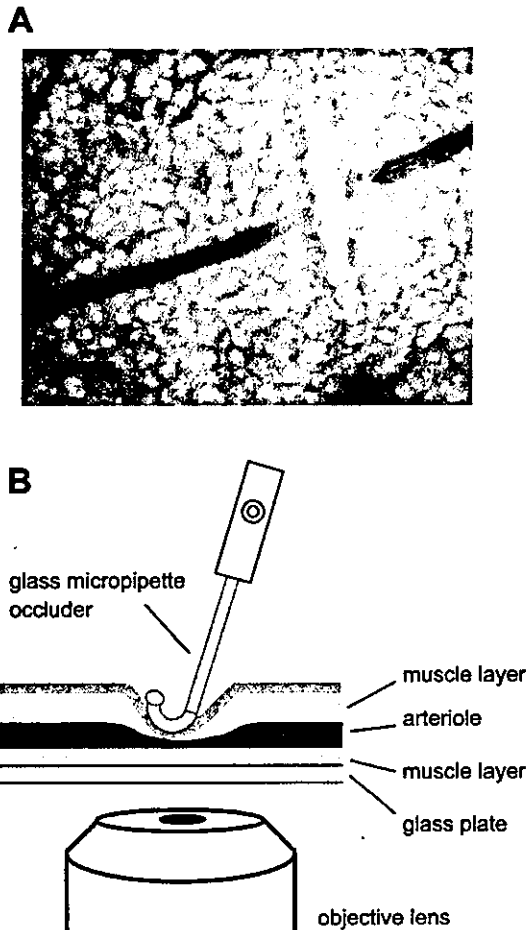 A
B
glass micropipette
occluder
muscle layer
arteriole
muscle layer
glass plate
objective lens